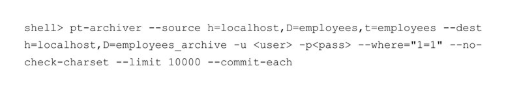 shell> pt-archiver --source h=localhost,D=employees,t=employees --dest
h=localhost,D=employees_archive -u <user> -p<pass> --where="1=1" --no-
check-charset --limit 10000 --commit-each